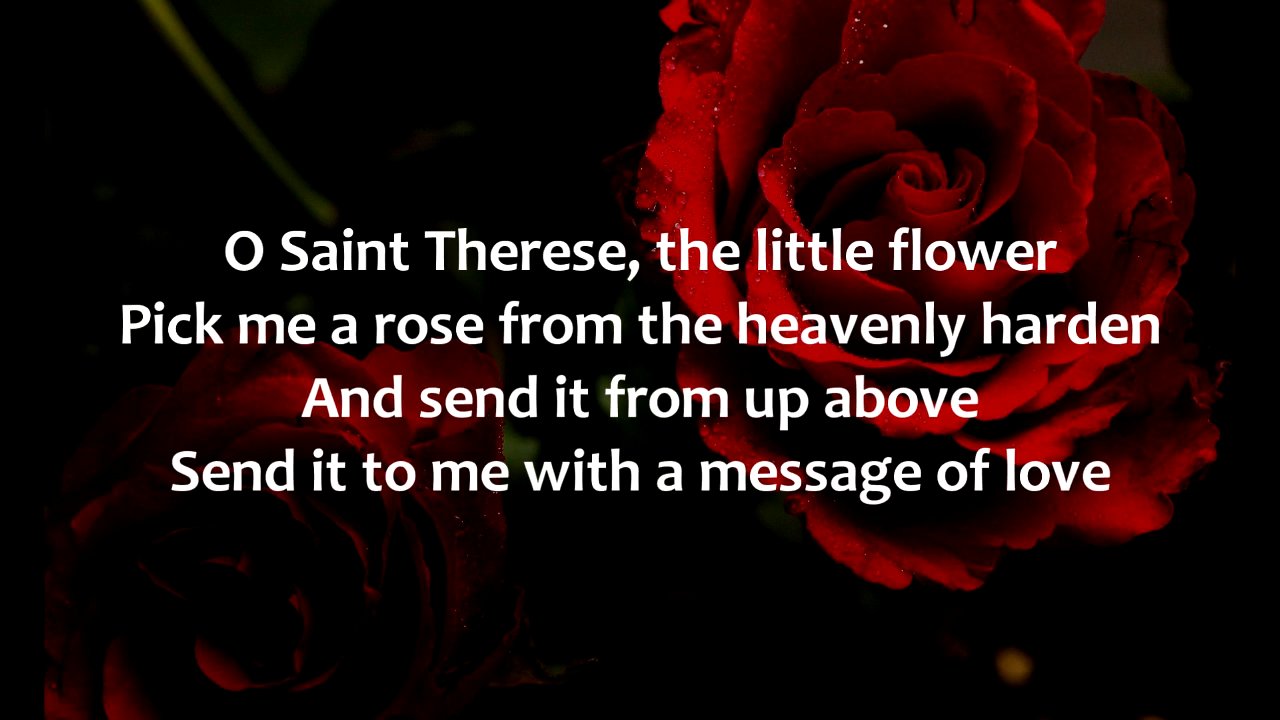 O Saint Therese, the little flower
Pick me a rose from the heavenly harden
And send it from up above
Send it to me with a message of love